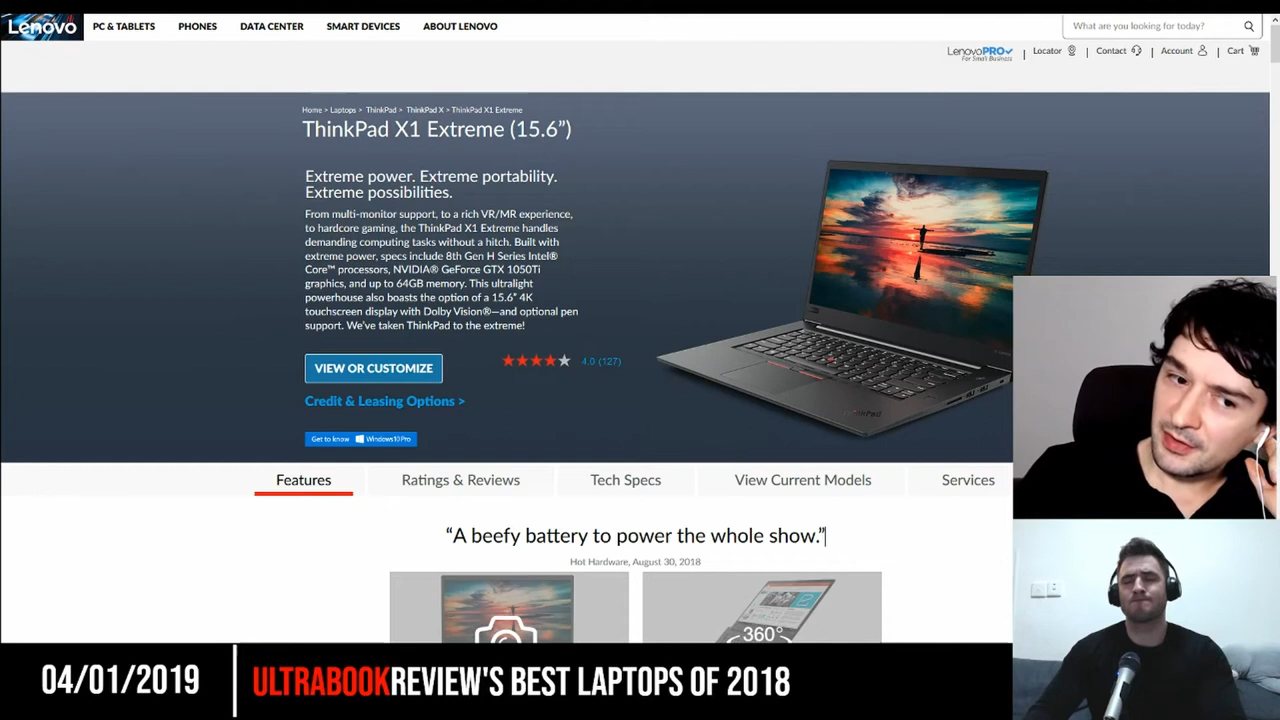 Lenovo
PC & TABLETS PHONES DATA CENTER SMART DEVICES ABOUT LENOVO
What are you looking for today?
LenovoPRO
For Small Business
Locator | Contact | Account | Cart
Home > Laptops > ThinkPad > ThinkPad X > ThinkPad X1 Extreme
ThinkPad X1 Extreme (15.6”)
Extreme power. Extreme portability.
Extreme possibilities.
From multi-monitor support, to a rich VR/MR experience,
to hardcore gaming, the ThinkPad X1 Extreme handles
demanding computing tasks without a hitch. Built with
extreme power, specs include 8th Gen H Series Intel®
Core™ processors, NVIDIA® GeForce GTX 1050Ti
graphics, and up to 64GB memory. This ultralight
powerhouse also boasts the option of a 15.6" 4K
touchscreen display with Dolby Vision®—and optional pen
support. We've taken ThinkPad to the extreme!
VIEW OR CUSTOMIZE
4.0 (127)
Credit & Leasing Options >
Get to know Windows10Pro
ThinkPad
Features Ratings & Reviews Tech Specs View Current Models Services
“A beefy battery to power the whole show.”
Hot Hardware, August 30, 2018
360°
04/01/2019
ULTRABOOKREVIEW'S BEST LAPTOPS OF 2018